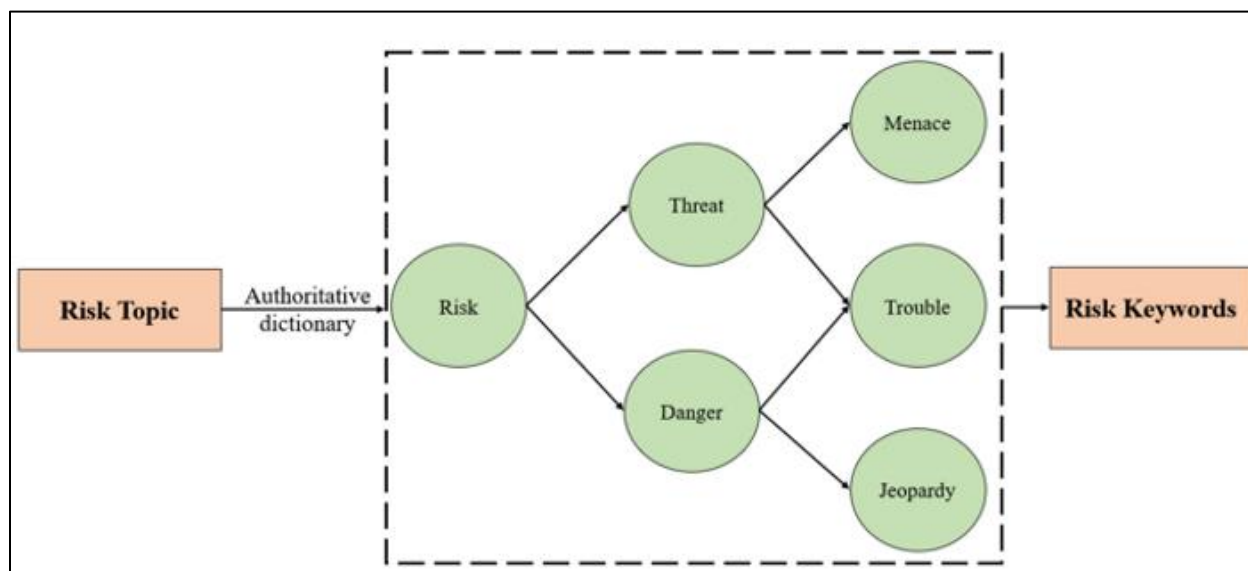 Risk Topic
Authoritative
dictionary
Risk
Threat
Danger
Menace
Trouble
Jeopardy
Risk Keywords